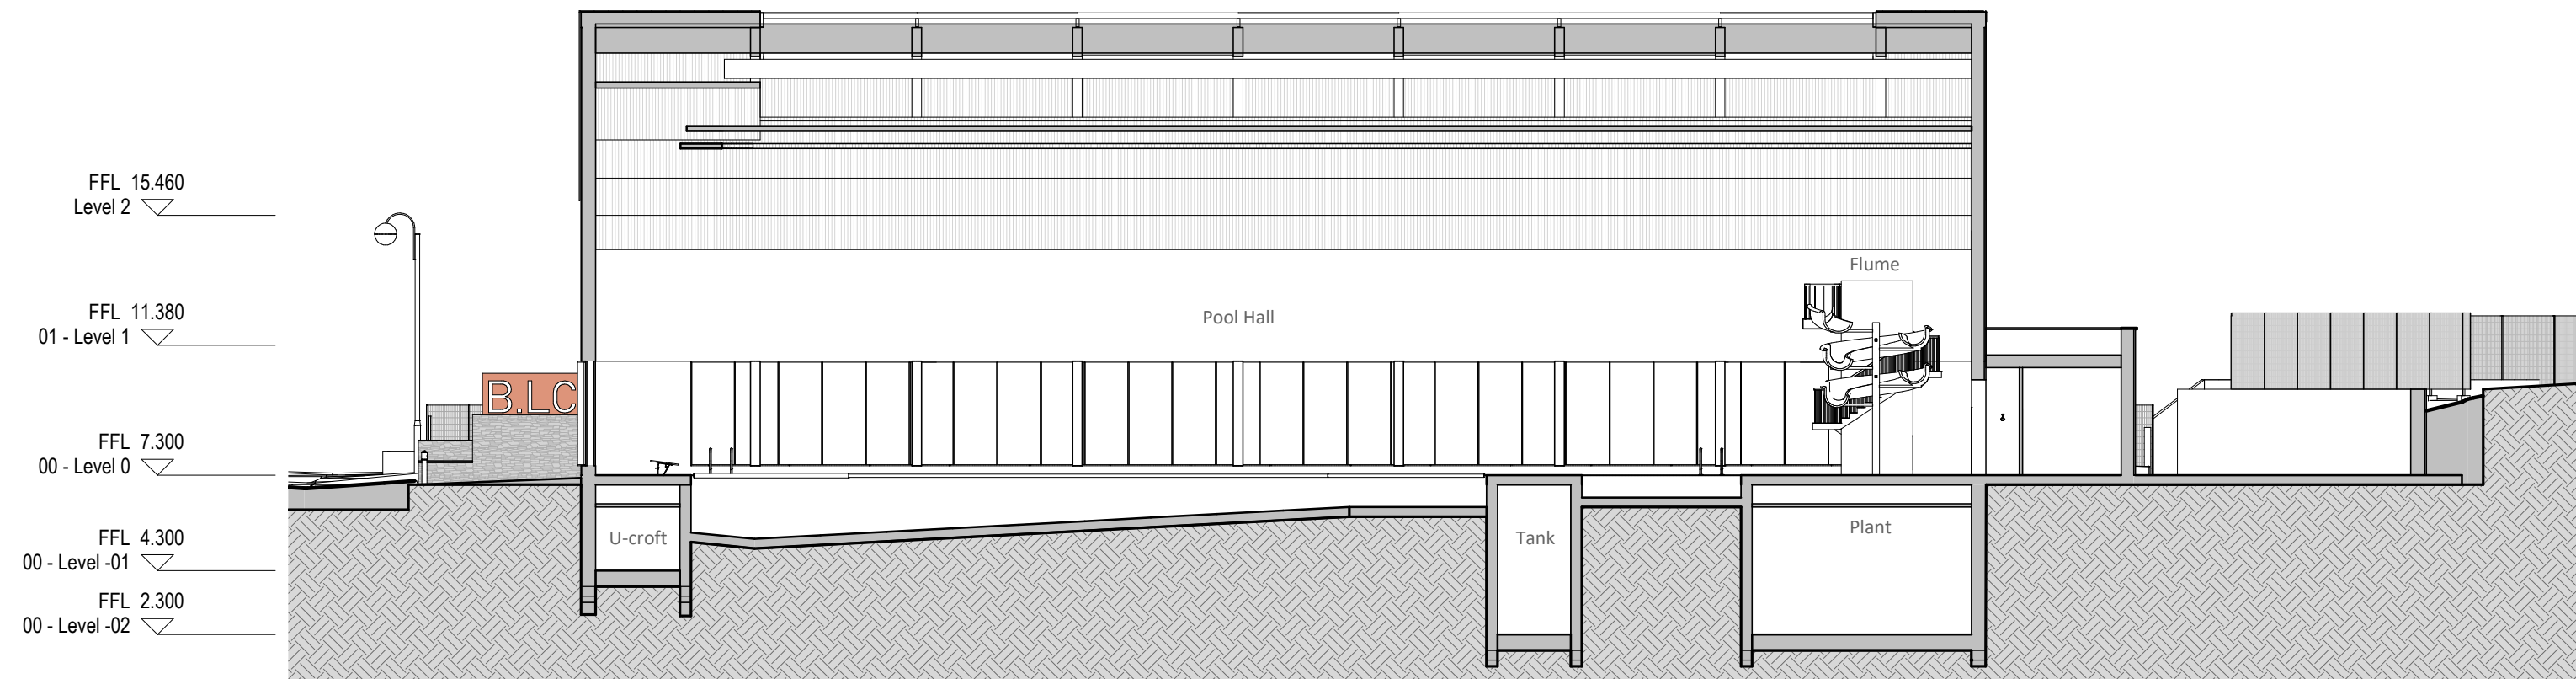 FFL 15.460
Level 2
FFL 11.380
01 - Level 1
FFL 7.300
00 - Level 0
FFL 4.300
00 - Level -01
FFL 2.300
00 - Level -02
B.LC
Pool Hall
Flume
U-croft
Tank
Plant